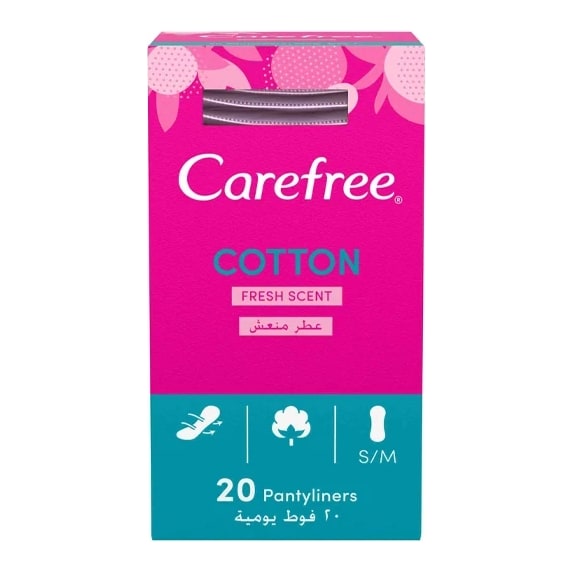 Carefree®
COTTON
FRESH SCENT
عطر منعش
S/M
20 Pantyliners
٢٠ فوط يومية